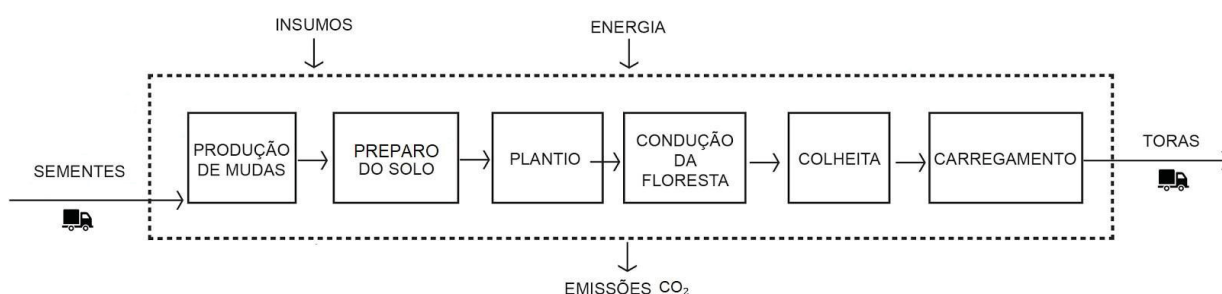 INSUMOS
ENERGIA
SEMENTES
PRODUÇÃO
DE MUDAS
PREPARO
DO SOLO
PLANTIO
CONDUÇÃO
DA
FLORESTA
COLHEITA
CARREGAMENTO
TORAS
EMISSÕES CO₂